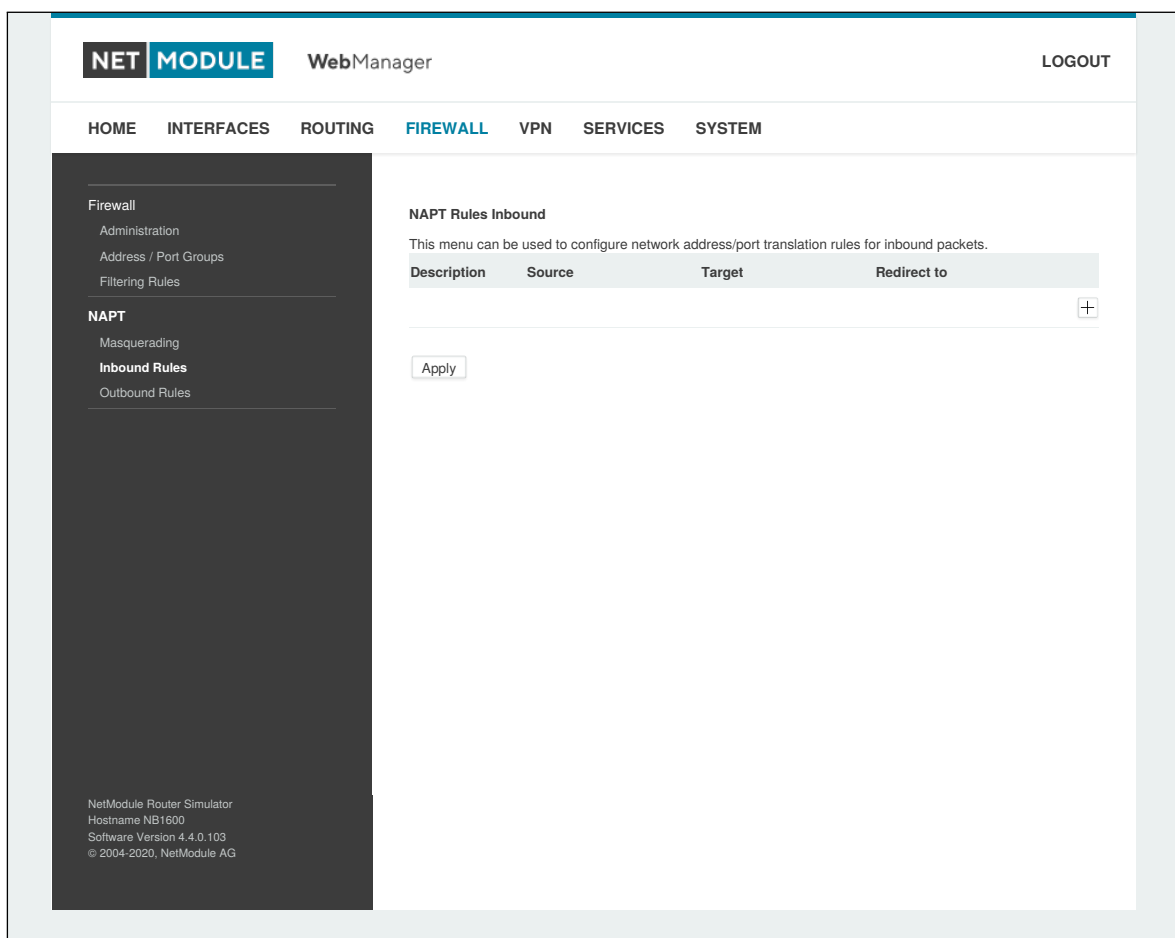 NET MODULE WebManager LOGOUT
HOME INTERFACES ROUTING FIREWALL VPN SERVICES SYSTEM
Firewall
Administration
Address / Port Groups
Filtering Rules
NAPT
Masquerading
Inbound Rules
Outbound Rules
NAPT Rules Inbound
This menu can be used to configure network address/port translation rules for inbound packets.
Description Source Target Redirect to
Apply
NetModule Router Simulator
Hostname NB1600
Software Version 4.4.0.103
© 2004-2020, NetModule AG